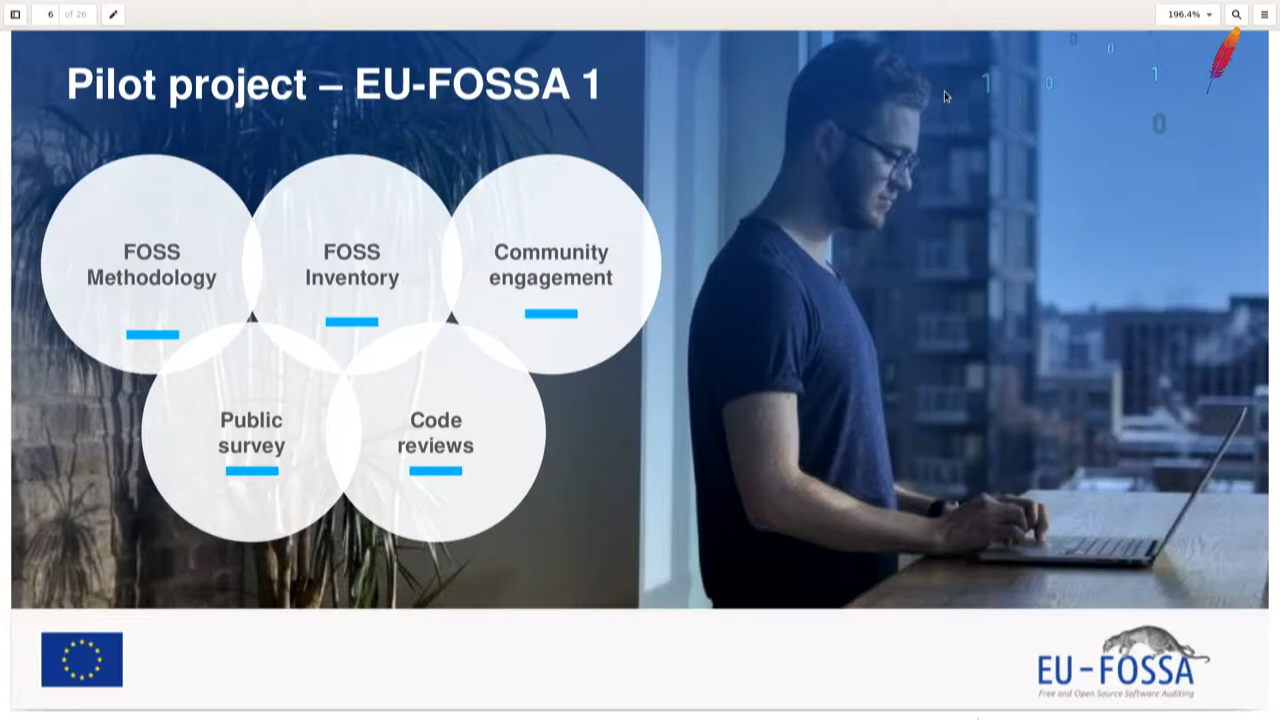 6 of 26
196.4%
Pilot project – EU-FOSSA 1
FOSS
Methodology
FOSS
Inventory
Community
engagement
Public
survey
Code
reviews
1 0 0 1 0
EU-FOSSA
Free and Open Source Software Auditing